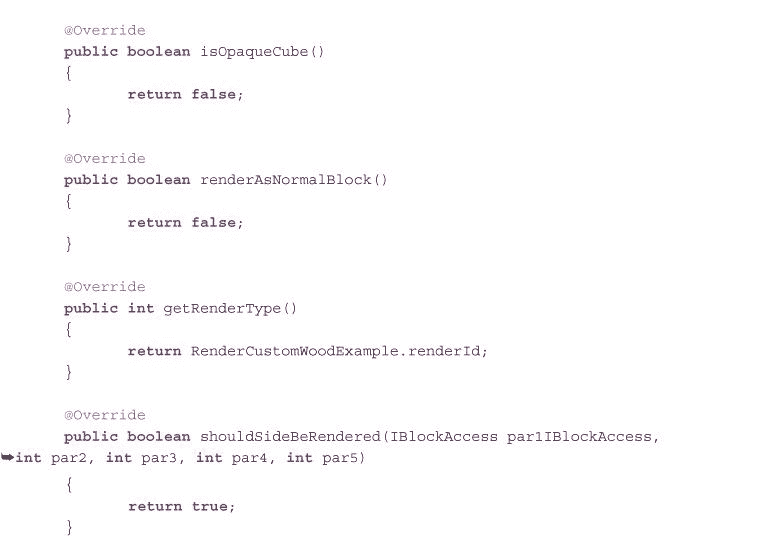 @Override
public boolean isOpaqueCube()
{
return false;
}
@Override
public boolean renderAsNormalBlock()
{
return false;
}
@Override
public int getRenderType()
{
return RenderCustomWoodExample.renderId;
}
@Override
public boolean shouldSideBeRendered(IBlockAccess par1IBlockAccess,
➥int par2, int par3, int par4, int par5)
{
return true;
}